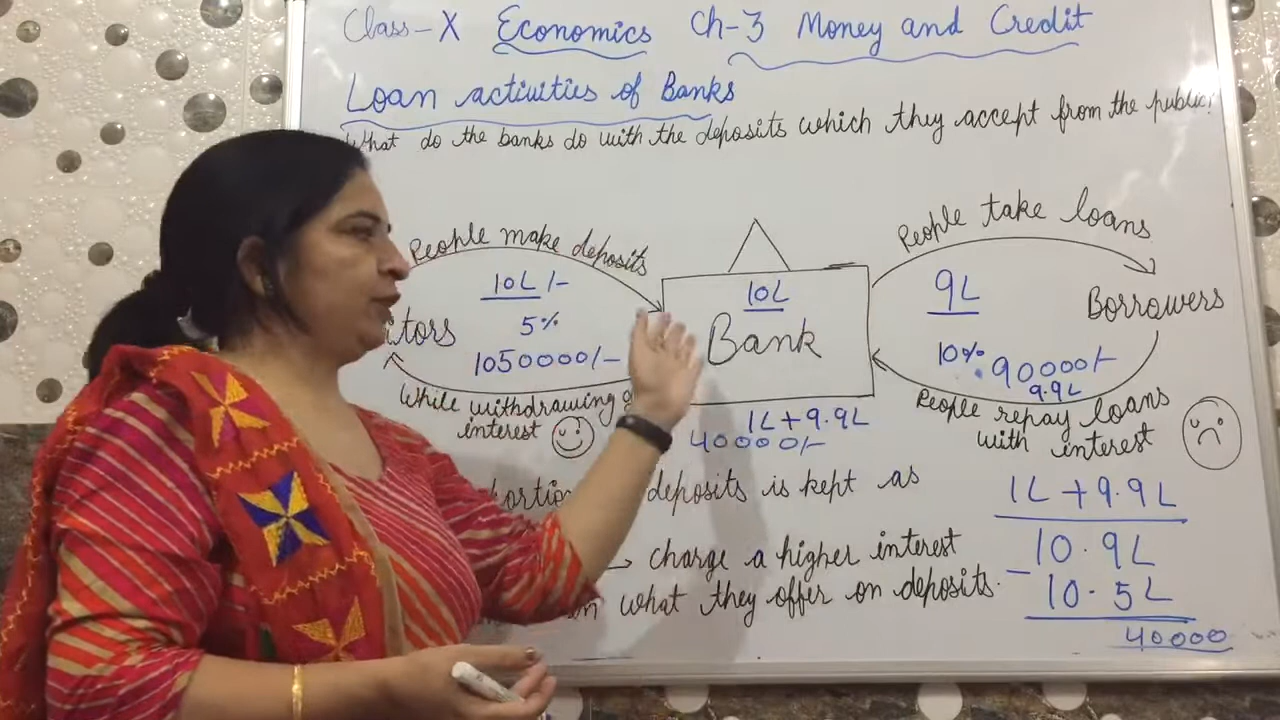 Class-X Economics Ch-3 Money and Credit
Loan activities of Banks
What do the banks do with the deposits which they accept from the public?
People make deposits
10L/-
5%
1050000/-
While withdrawing
interest
10L
Bank
1L+9.9L
40000/-
People take loans
9L
Borrowers
10% 90000/-
9.9L
People repay loans
with interest
deposits is kept as
charge a higher interest
what they offer on deposits.
1L+9.9L
10.9L
- 10.5L
40000